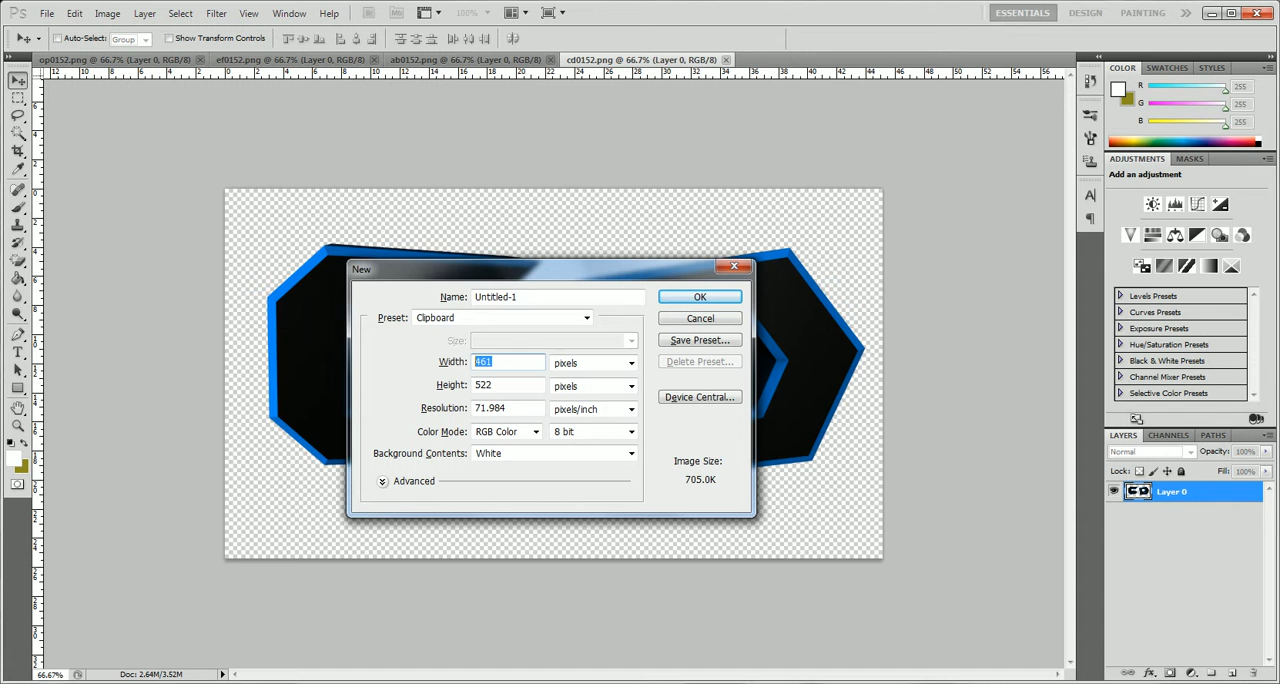 Ps File Edit Image Layer Select Filter View Window Help 100% ESSENTIALS DESIGN PAINTING
Auto-Select: Group Show Transform Controls
op0152.png @ 66.7% (Layer 0, RGB/8) ef0152.png @ 66.7% (Layer 0, RGB/8) ab0152.png @ 66.7% (Layer 0, RGB/8) cd0152.png @ 66.7% (Layer 0, RGB/8)
COLOR SWATCHES STYLES
R 255
G 255
B 255
ADJUSTMENTS MASKS
Add an adjustment
Levels Presets
Curves Presets
Exposure Presets
Hue/Saturation Presets
Black & White Presets
Channel Mixer Presets
Selective Color Presets
LAYERS CHANNELS PATHS
Normal Opacity: 100%
Lock: Fill: 100%
Layer 0
New
Name: Untitled-1
Preset: Clipboard
Size:
Width: 461 pixels
Height: 522 pixels
Resolution: 71.984 pixels/inch
Color Mode: RGB Color 8 bit
Background Contents: White
Advanced
OK
Cancel
Save Preset...
Delete Preset...
Device Central...
Image Size:
705.0K
66.67% Doc: 2.64M/3.52M